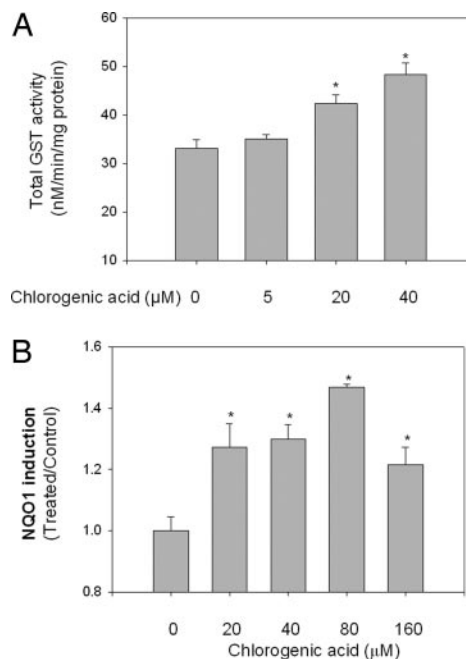 A
Total GST activity
(nM/min/mg protein)
60
50
40
30
20
10
*
*
Chlorogenic acid (μM) 0 5 20 40
B
NQO1 induction
(Treated/Control)
1.6
1.4
1.2
1.0
0.8
*
*
*
*
0 20 40 80 160
Chlorogenic acid (μM)